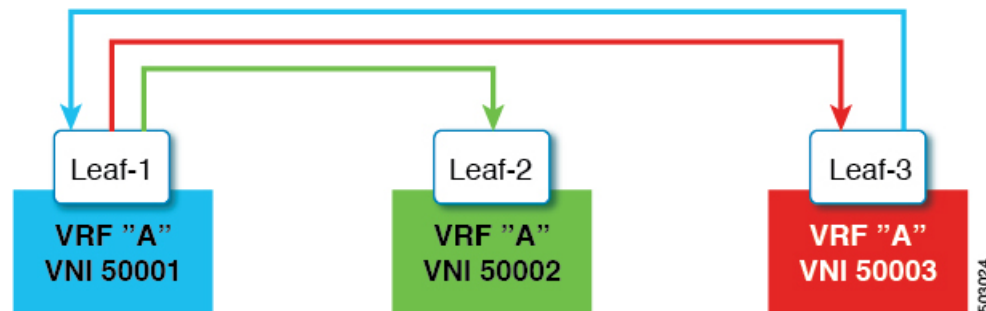 Leaf-1
VRF ”A”
VNI 50001
Leaf-2
VRF ”A”
VNI 50002
Leaf-3
VRF ”A”
VNI 50003
503024